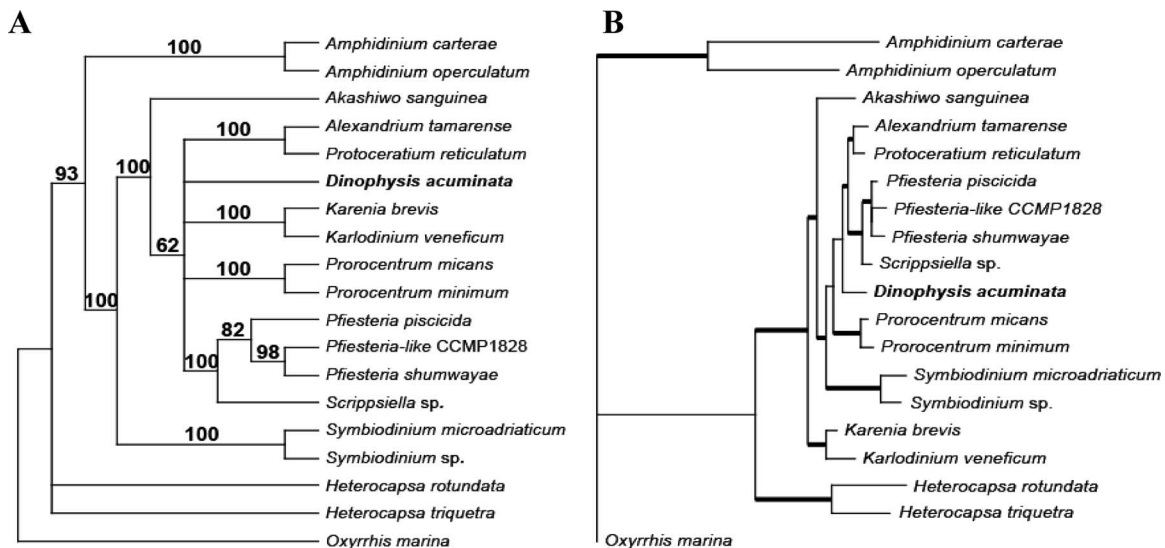 A
100
Amphidinium carterae
Amphidinium operculatum
Akashiwo sanguinea
100
Alexandrium tamarense
Protoceratium reticulatum
93
100
Dinophysis acuminata
100
Karenia brevis
Karlodinium veneficum
62
100
Prorocentrum micans
Prorocentrum minimum
100
82
Pfiesteria piscicida
98
Pfiesteria-like CCMP1828
100
Pfiesteria shumwayae
Scrippsiella sp.
100
Symbiodinium microadriaticum
Symbiodinium sp.
Heterocapsa rotundata
Heterocapsa triquetra
Oxyrrhis marina
B
Amphidinium carterae
Amphidinium operculatum
Akashiwo sanguinea
Alexandrium tamarense
Protoceratium reticulatum
Pfiesteria piscicida
Pfiesteria-like CCMP1828
Pfiesteria shumwayae
Scrippsiella sp.
Dinophysis acuminata
Prorocentrum micans
Prorocentrum minimum
Symbiodinium microadriaticum
Symbiodinium sp.
Karenia brevis
Karlodinium veneficum
Heterocapsa rotundata
Heterocapsa triquetra
Oxyrrhis marina